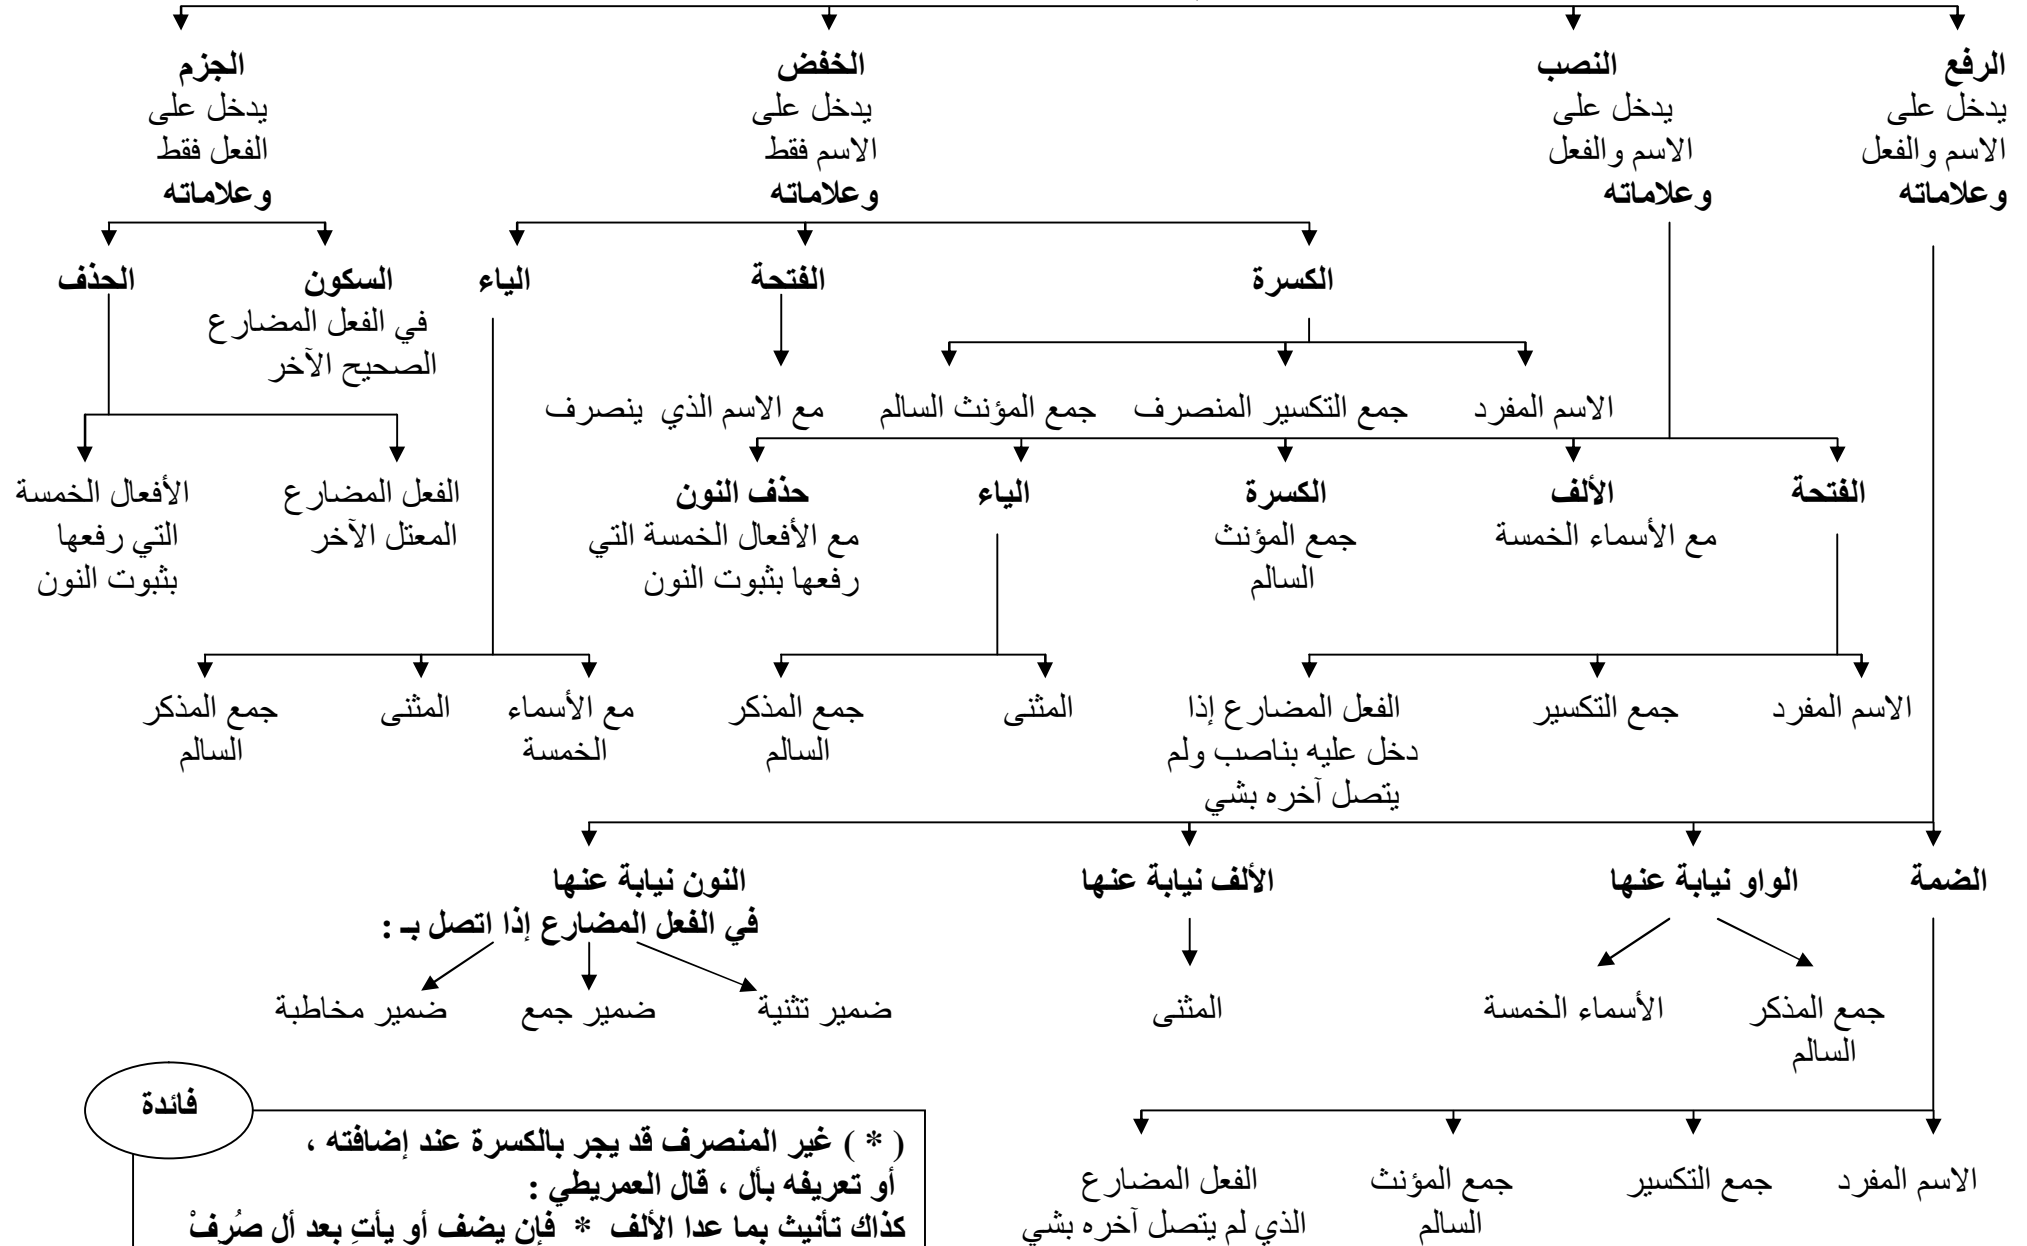 الرفع
يدخل على
الاسم والفعل
وعلاماته
النصب
يدخل على
الاسم والفعل
وعلاماته
الخفض
يدخل على
الاسم فقط
وعلاماته
الجزم
يدخل على
الفعل فقط
وعلاماته
الكسرة
الفتحة
الياء
السكون
في الفعل المضارع
الصحيح الآخر
الحذف
الاسم المفرد
جمع التكسير المنصرف
جمع المؤنث السالم
مع الاسم الذي ينصرف
الفتحة
الألف
مع الأسماء الخمسة
الكسرة
جمع المؤنث
السالم
الياء
حذف النون
مع الأفعال الخمسة التي
رفعها بثبوت النون
الفعل المضارع
المعتل الآخر
الأفعال الخمسة
التي رفعها
بثبوت النون
الاسم المفرد
جمع التكسير
الفعل المضارع إذا
دخل عليه بناصب ولم
يتصل آخره بشي
المثنى
جمع المذكر
السالم
مع الأسماء
الخمسة
المثنى
جمع المذكر
السالم
الضمة
الواو نيابة عنها
الألف نيابة عنها
النون نيابة عنها
في الفعل المضارع إذا اتصل بـ :
جمع المذكر
السالم
الأسماء الخمسة
المثنى
ضمير تثنية
ضمير جمع
ضمير مخاطبة
الاسم المفرد
جمع التكسير
جمع المؤنث
السالم
الفعل المضارع
الذي لم يتصل آخره بشي
فائدة
( * ) غير المنصرف قد يجر بالكسرة عند إضافته ،
أو تعريفه بأل ، قال العمريطي :
كذاك تأنيث بما عدا الألف * فإن يضف أو يأتِ بعد أل صُرِفْ